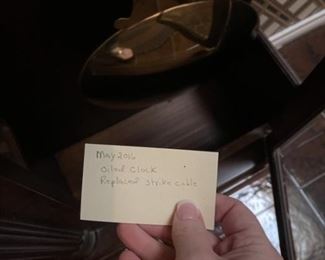 May 2016
Oiled Clock
Replaced strike cable